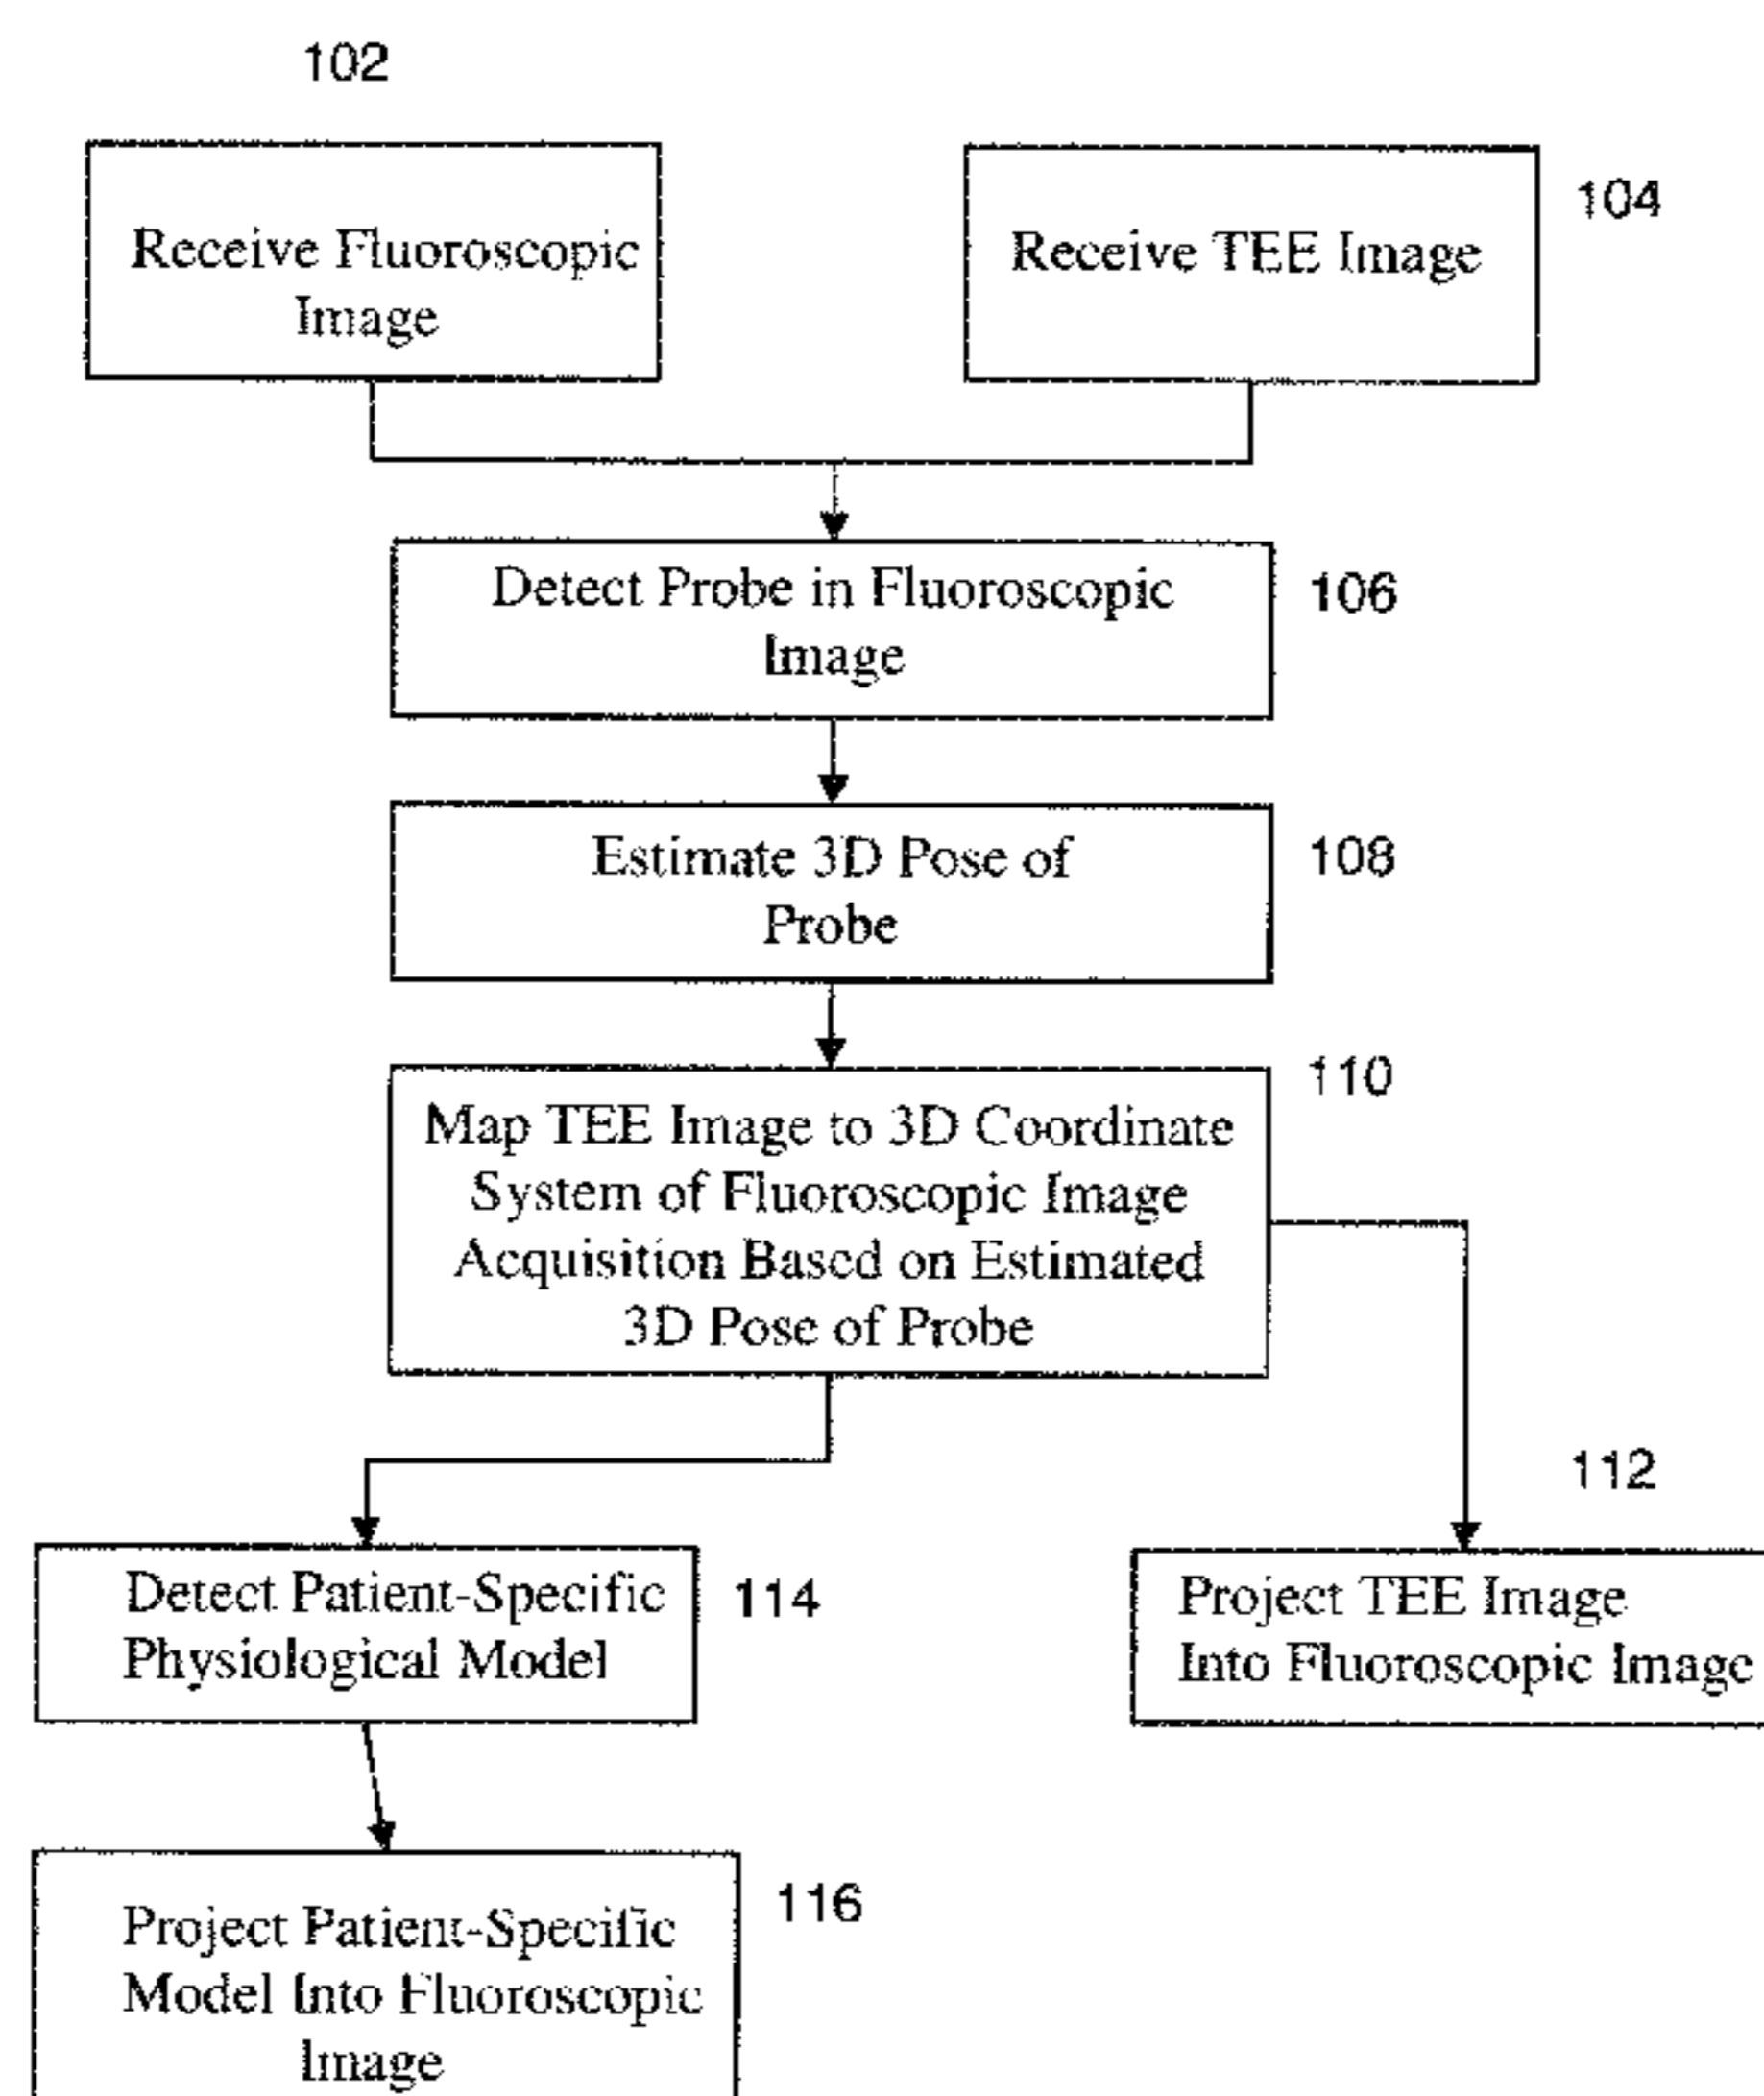 102
Receive Fluoroscopic
Image
Receive TEE Image
104
Detect Probe in Fluoroscopic
Image
106
Estimate 3D Pose of
Probe
108
Map TEE Image to 3D Coordinate
System of Fluoroscopic Image
Acquisition Based on Estimated
3D Pose of Probe
110
112
Detect Patient-Specific
Physiological Model
114
Project TEE Image
Into Fluoroscopic Image
Project Patient-Specific
Model Into Fluoroscopic
Image
116